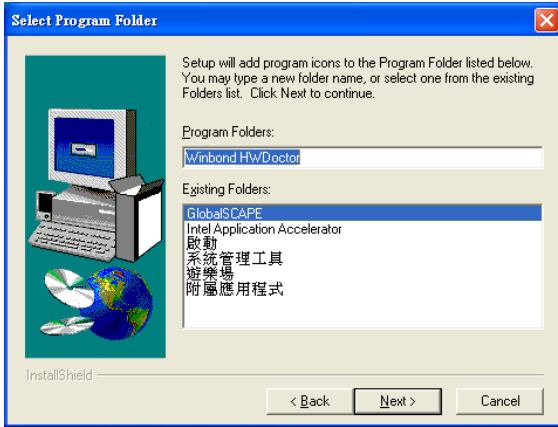 Select Program Folder
Setup will add program icons to the Program Folder listed below.
You may type a new folder name, or select one from the existing
Folders list. Click Next to continue.
Program Folders:
Winbond HWDoctor
Existing Folders:
GlobalSCAPE
Intel Application Accelerator
啟動
系統管理工具
遊樂場
附屬應用程式
InstallShield
< Back
Next >
Cancel